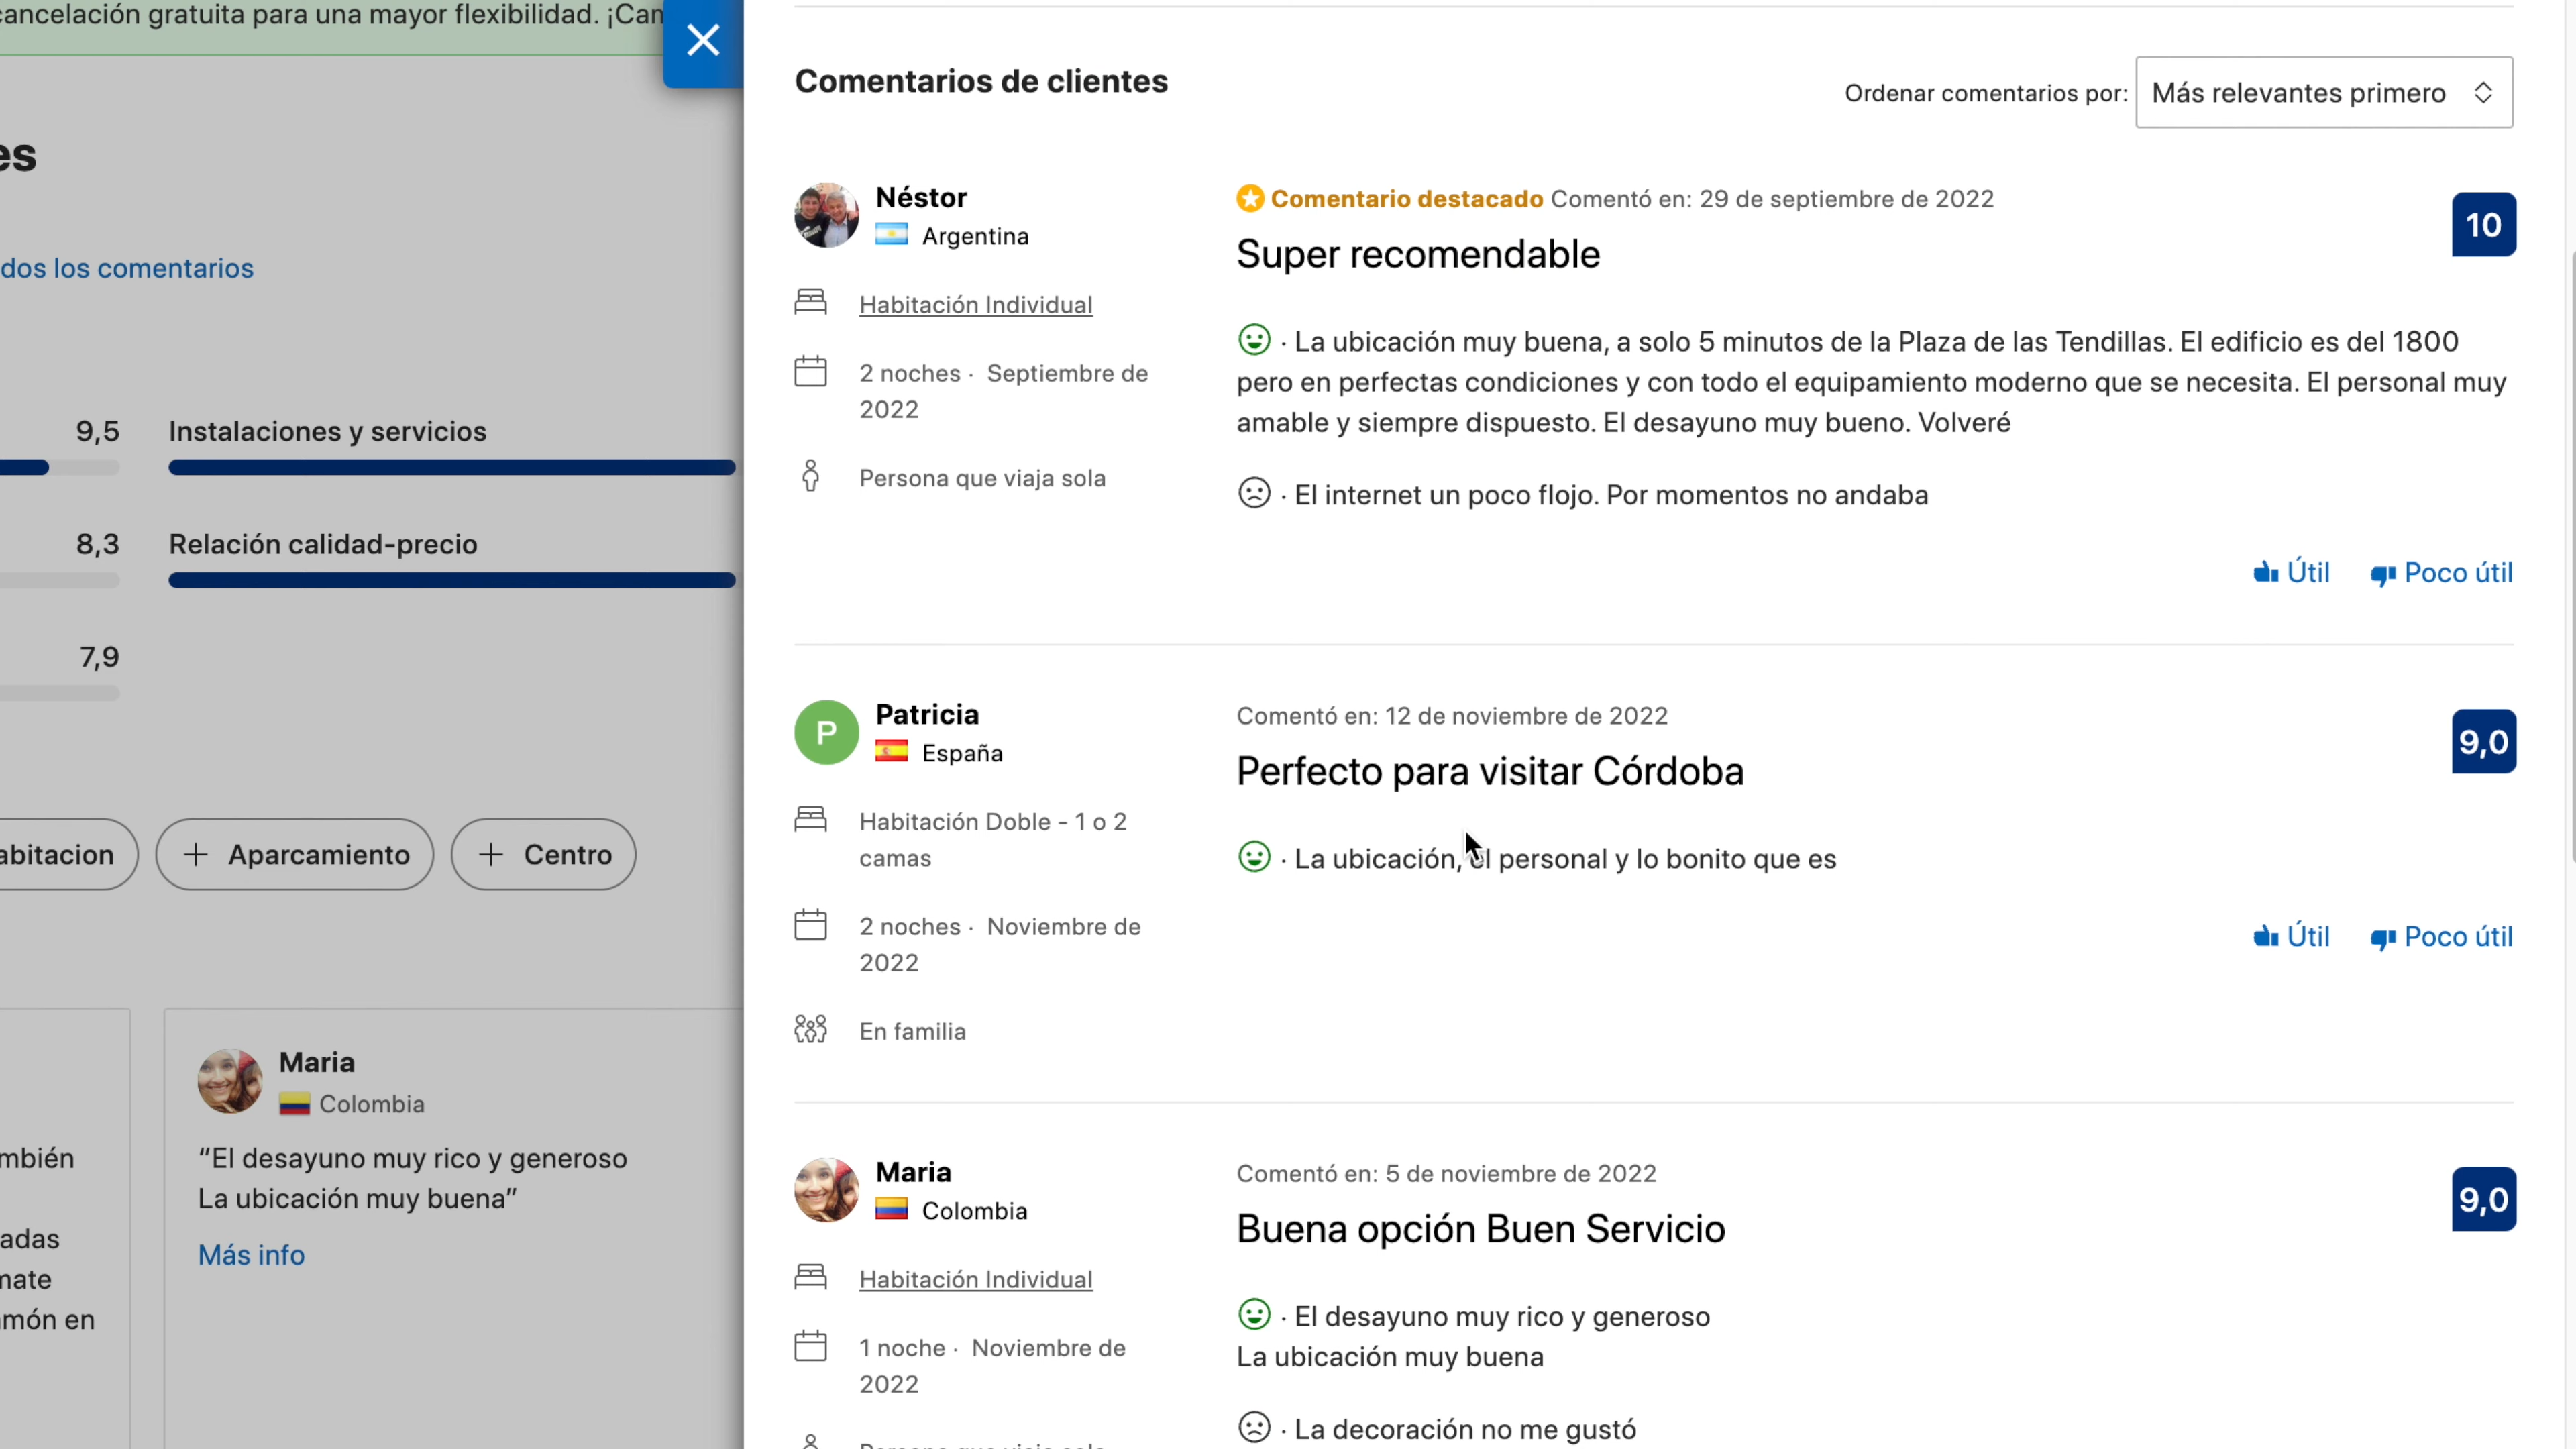 cancelación gratuita para una mayor flexibilidad. ¡Can
es
dos los comentarios
9,5
Instalaciones y servicios
8,3
Relación calidad-precio
7,9
abitacion
+ Aparcamiento
+ Centro
mbién
adas
mate
amón en
Maria
Colombia
“El desayuno muy rico y generoso
La ubicación muy buena”
Más info
Comentarios de clientes
Ordenar comentarios por:
Más relevantes primero
Néstor
Argentina
Habitación Individual
2 noches · Septiembre de
2022
Persona que viaja sola
Comentario destacado Comentó en: 29 de septiembre de 2022
Super recomendable
10
· La ubicación muy buena, a solo 5 minutos de la Plaza de las Tendillas. El edificio es del 1800
pero en perfectas condiciones y con todo el equipamiento moderno que se necesita. El personal muy
amable y siempre dispuesto. El desayuno muy bueno. Volveré
· El internet un poco flojo. Por momentos no andaba
Útil
Poco útil
P
Patricia
España
Habitación Doble - 1 o 2
camas
2 noches · Noviembre de
2022
En familia
Comentó en: 12 de noviembre de 2022
Perfecto para visitar Córdoba
9,0
· La ubicación, el personal y lo bonito que es
Útil
Poco útil
Maria
Colombia
Habitación Individual
1 noche · Noviembre de
2022
Persona que viaja sola
Comentó en: 5 de noviembre de 2022
Buena opción Buen Servicio
9,0
· El desayuno muy rico y generoso
La ubicación muy buena
· La decoración no me gustó